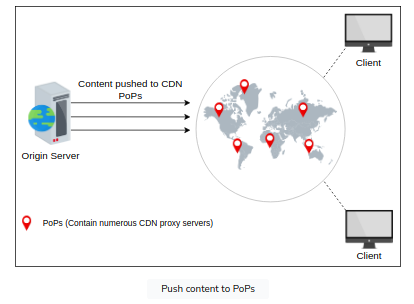 Client
Content pushed to CDN
PoPs
Origin Server
PoPs (Contain numerous CDN proxy servers)
Client
Push content to PoPs